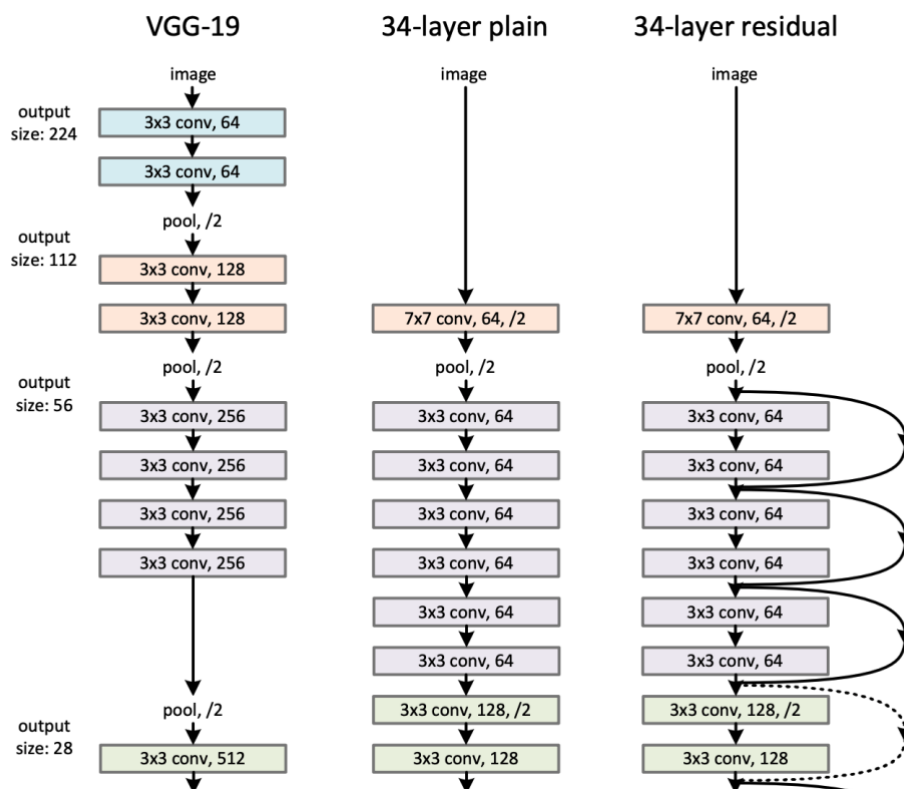 VGG-19
34-layer plain
34-layer residual
image
image
image
output
size: 224
3x3 conv, 64
3x3 conv, 64
pool, /2
output
size: 112
3x3 conv, 128
3x3 conv, 128
7x7 conv, 64, /2
7x7 conv, 64, /2
pool, /2
pool, /2
pool, /2
output
size: 56
3x3 conv, 256
3x3 conv, 64
3x3 conv, 64
3x3 conv, 256
3x3 conv, 64
3x3 conv, 64
3x3 conv, 256
3x3 conv, 64
3x3 conv, 64
3x3 conv, 256
3x3 conv, 64
3x3 conv, 64
3x3 conv, 64
3x3 conv, 64
3x3 conv, 64
3x3 conv, 64
pool, /2
3x3 conv, 128, /2
3x3 conv, 128, /2
output
size: 28
3x3 conv, 512
3x3 conv, 128
3x3 conv, 128